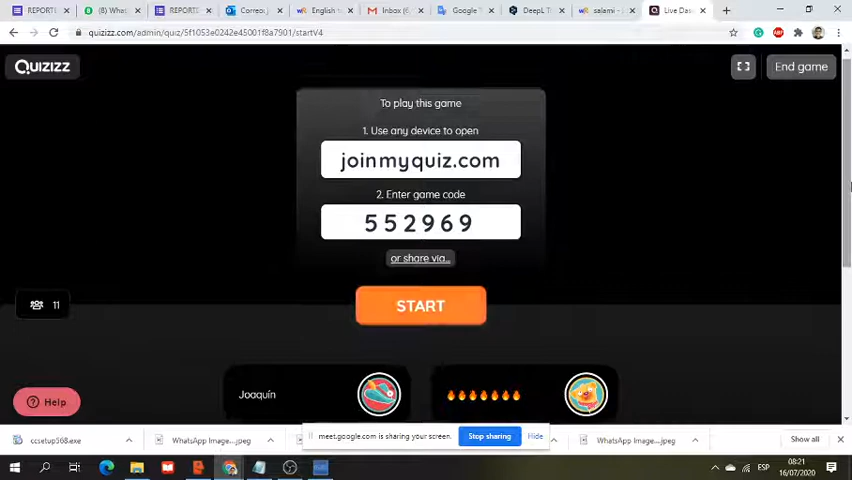 REPORTE
(8) Whats
REPORTE
Correo
English t
Inbox (6
Google T
DeepL T
salami -
Live Das
quizizz.com/admin/quiz/5f1053d2e45001f8a7901/startV4
QUIZIZZ
End game
To play this game
1. Use any device to open
joinmyquiz.com
2. Enter game code
552969
or share via...
START
11
Joaquín
Help
meet.google.com is sharing your screen.
Stop sharing
Hide
ccsetup568.exe
WhatsApp Image....jpeg
WhatsApp Image....jpeg
Show all
ESP
08:21
16/07/2020